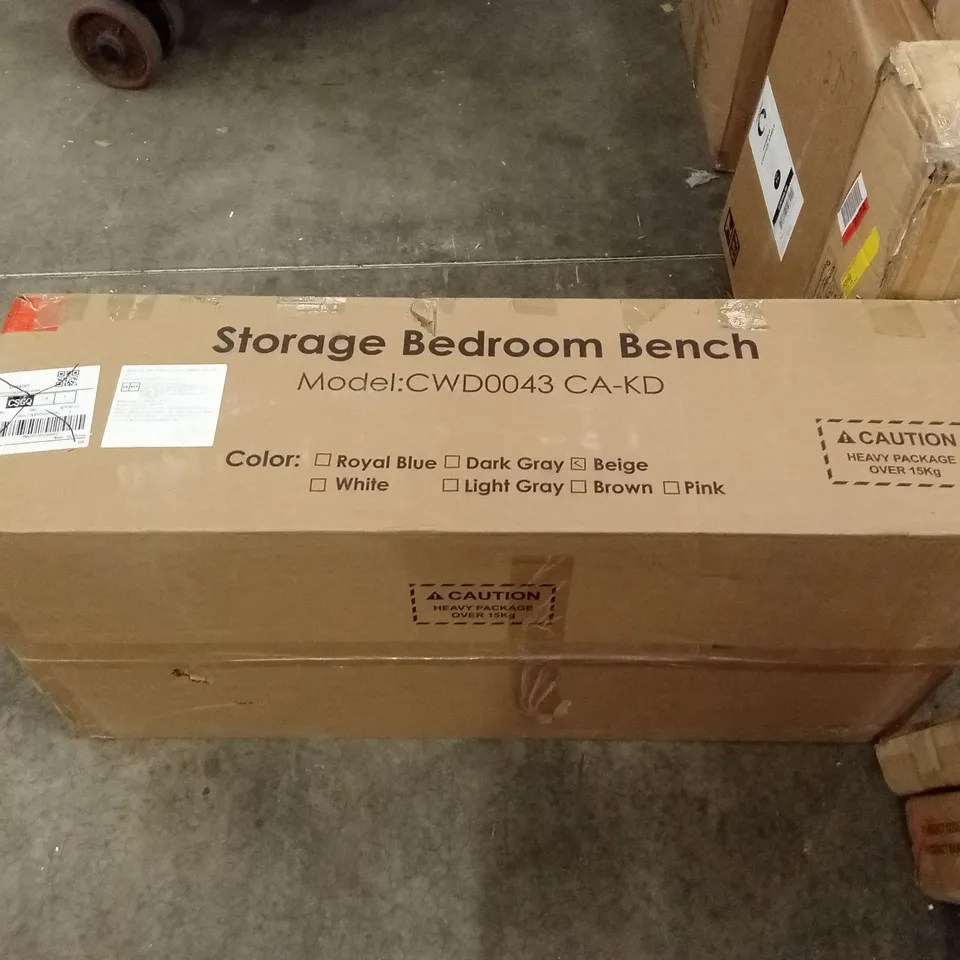 Storage Bedroom Bench
Model:CWD0043 CA-KD
CSGQ
Color: Royal Blue Dark Gray Beige
White Light Gray Brown Pink
CAUTION
HEAVY PACKAGE
OVER 15Kg
CAUTION
HEAVY PACKAGE
OVER 15Kg